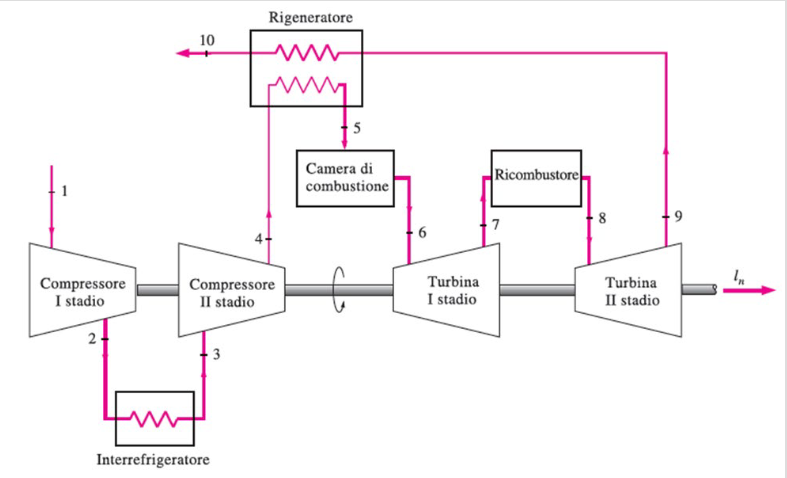 Rigeneratore
10
5
Camera di
combustione
Ricombustore
1
4
6
7
8
9
Compressore
I stadio
Compressore
II stadio
Turbina
I stadio
Turbina
II stadio
lₙ
2
3
Interrefrigeratore